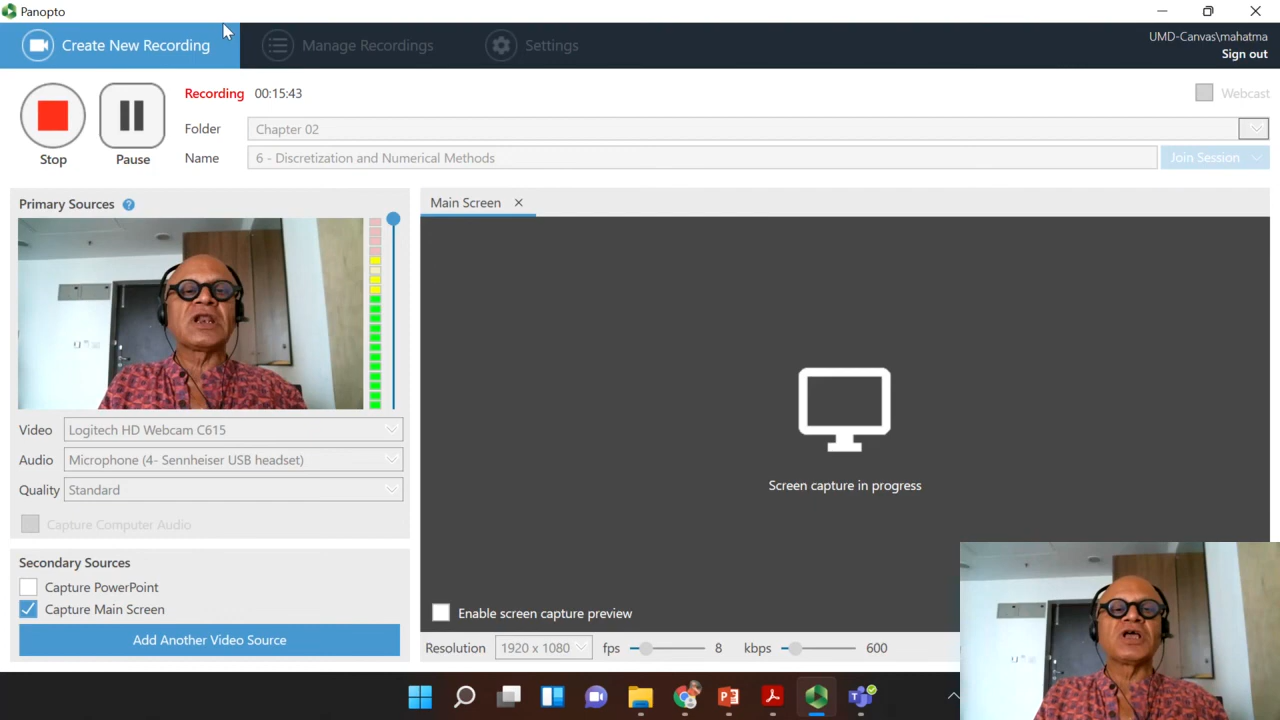 Panopto
Create New Recording
Manage Recordings
Settings
UMD-Canvas\mahatma
Sign out
Recording 00:15:43
Webcast
Folder
Chapter 02
Stop
Pause
Name
6 - Discretization and Numerical Methods
Join Session
Primary Sources ?
Main Screen
Screen capture in progress
Video
Logitech HD Webcam C615
Audio
Microphone (4- Sennheiser USB headset)
Quality
Standard
Capture Computer Audio
Secondary Sources
Capture PowerPoint
Capture Main Screen
Add Another Video Source
Enable screen capture preview
Resolution 1920 x 1080 fps 8 kbps 600